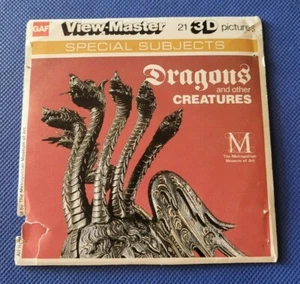 GAF View-Master 21 3D pictures
SPECIAL SUBJECTS
Dragons
and other
CREATURES
M
The Metropolitan
Museum of Art